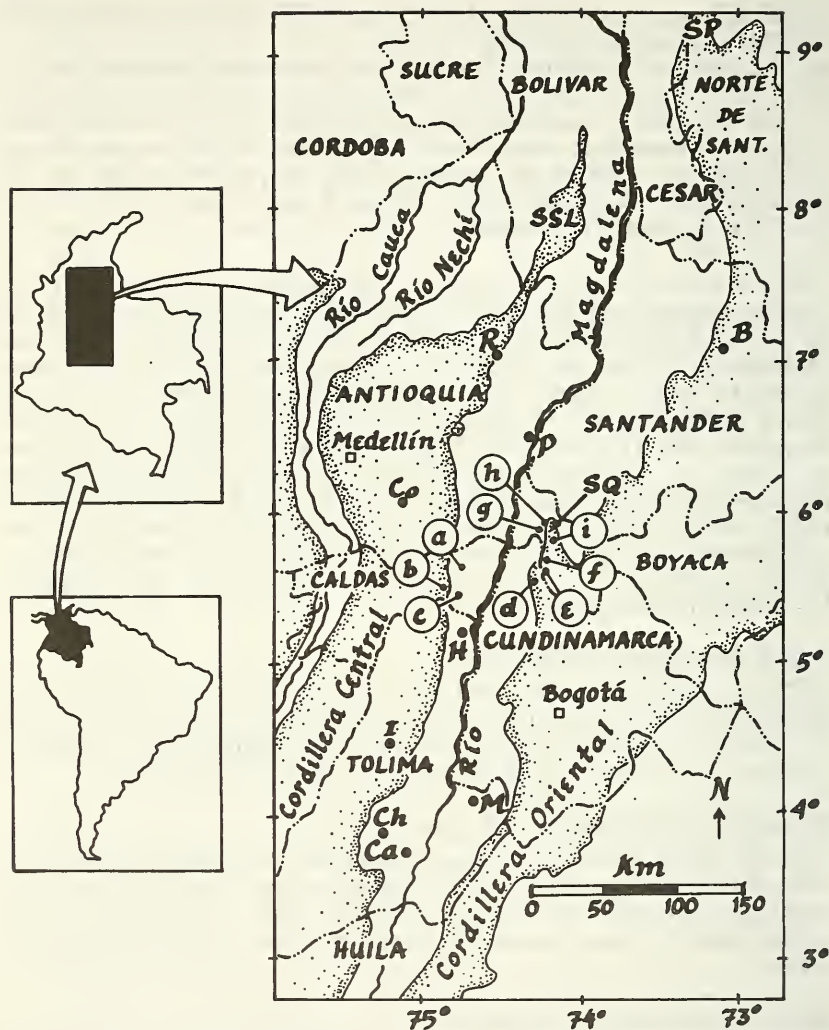 SP
9°
SUCRE
BOLIVAR
NORTE
DE
SANT.
CORDOBA
CESAR
8°
SSL
Magdalena
Río Cauca
Río Nechí
R
B
7°
ANTIOQUIA
SANTANDER
Medellín
P
Co
h
SQ
g
6°
a
i
b
CALDAS
f
BOYACA
c
d
e
CUNDINAMARCA
H
5°
Bogotá
Cordillera Central
I
Río
TOLIMA
M
N
Ch
4°
Ca
Cordillera Oriental
Km
0 50 100 150
HUILA
3°
75° 74° 73°